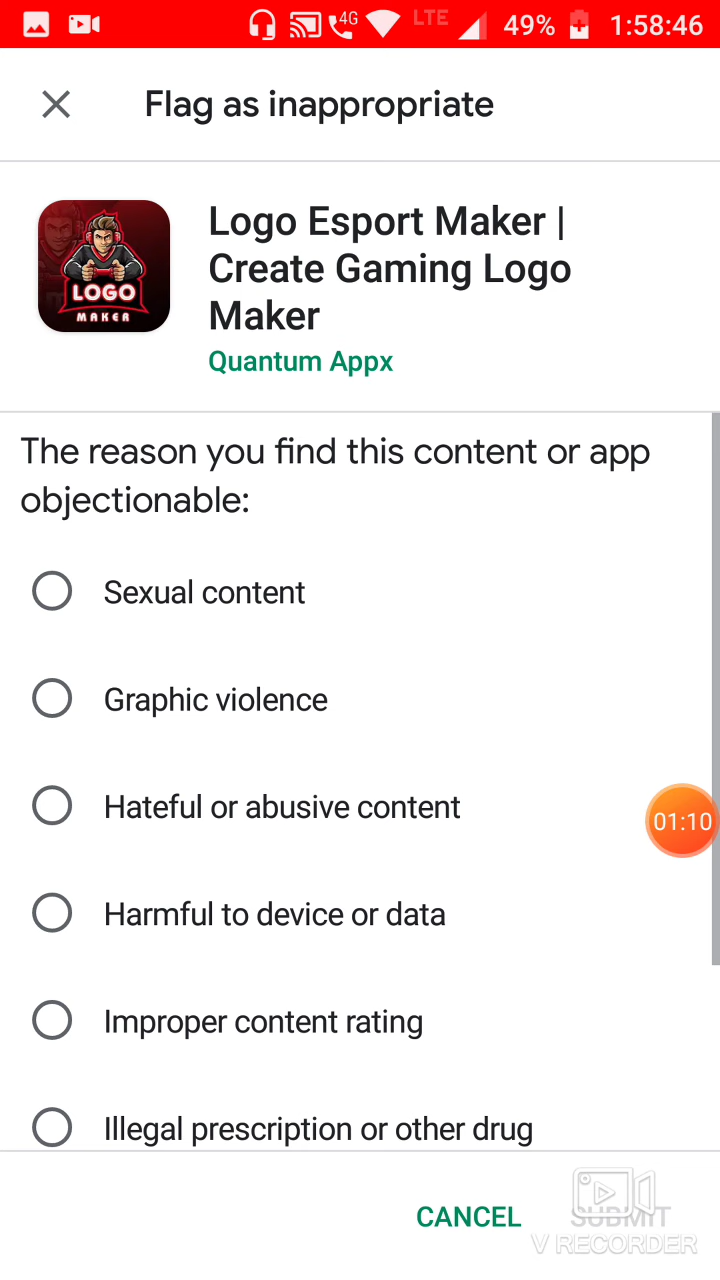 4G LTE 49% 1:58:46
Flag as inappropriate
LOGO
MAKER
Logo Esport Maker |
Create Gaming Logo
Maker
Quantum Appx
The reason you find this content or app
objectionable:
Sexual content
Graphic violence
Hateful or abusive content
01:10
Harmful to device or data
Improper content rating
Illegal prescription or other drug
CANCEL SUBMIT
V RECORDER